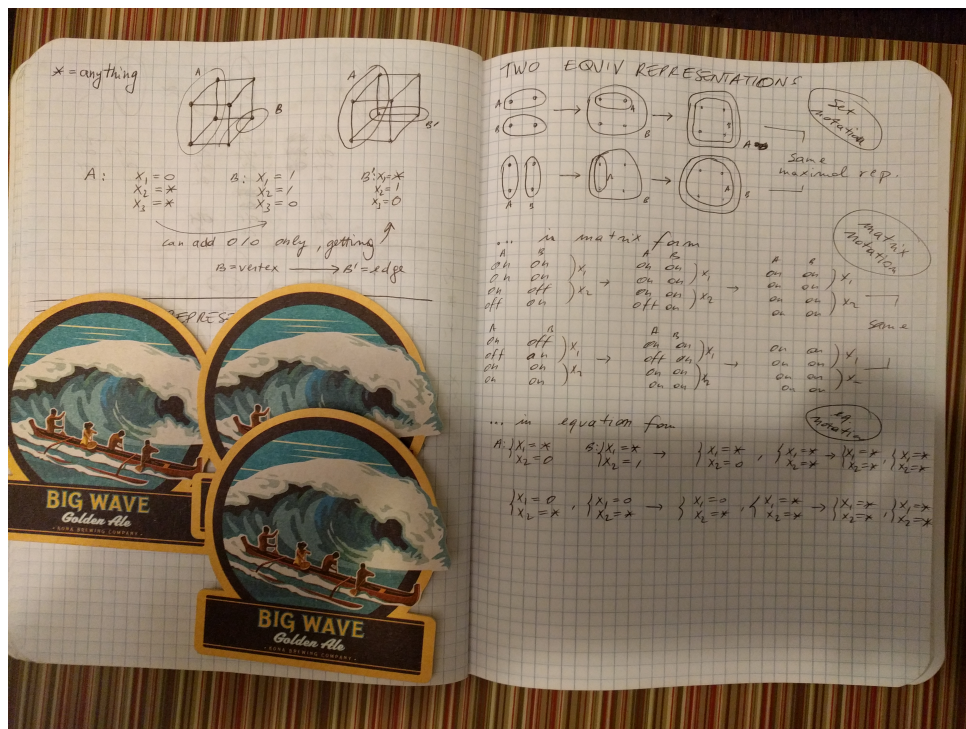 * = anything
A
B
A
B'
A: x₁ = 0 B: x₁ = 1 B': x₁ = *
x₂ = * x₂ = 1 x₂ = 1
x₃ = * x₃ = 0 x₃ = 0
can add 0/0 only, getting
B = vertex → B' = edge
REPRESE
BIG WAVE
Golden Ale
KONA BREWING COMPANY
BIG WAVE
Golden Ale
KONA BREWING COMPANY
TWO EQUIV REPRESENTATIONS
Set notation
A A
B B B
A
same
maximal rep.
A A
A B B B
... in matrix form
matrix notation
A B A B A B
on on on on on on
on on } x₁ → on on } x₁ → on on } x₁
on off on on on on
off on } x₂ off on } x₂ on on } x₂
same
A B A B
on off on on on on
off on } x₁ → off on } x₁ → on on } x₁
on on on on on on
on on } x₂ on on } x₂ on on } x₂
... in equation form
eq notation
A: { x₁ = * B: { x₁ = * → { x₁ = * , { x₁ = * → { x₁ = * , { x₁ = *
x₂ = 0 x₂ = 1 x₂ = 0 x₂ = * x₂ = * x₂ = *
{ x₁ = 0 , { x₁ = 0 → { x₁ = 0 , { x₁ = * → { x₁ = * , { x₁ = *
x₂ = * x₂ = * x₂ = * x₂ = * x₂ = * x₂ = *